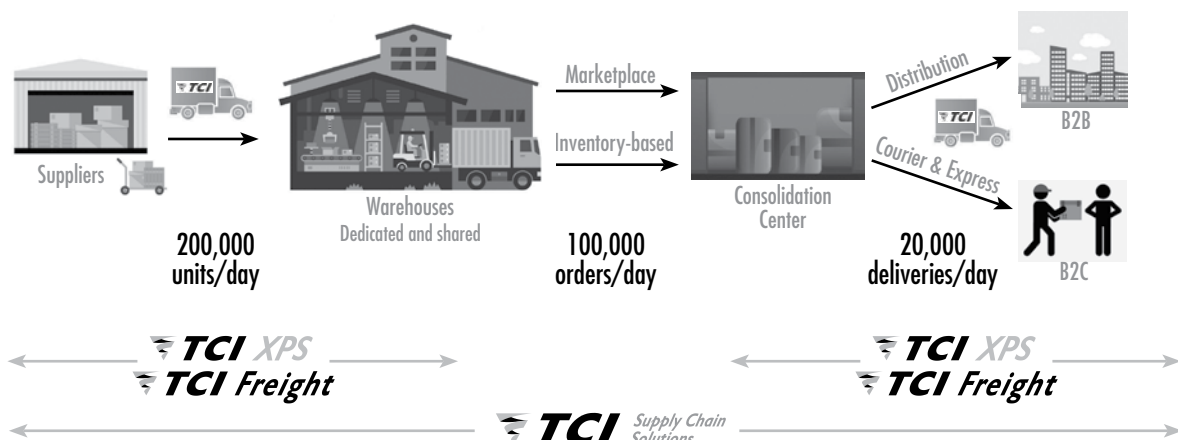 TCI
Suppliers
Warehouses
Dedicated and shared
Marketplace
Inventory-based
Consolidation
Center
Distribution
TCI
Courier & Express
B2B
B2C
200,000
units/day
100,000
orders/day
20,000
deliveries/day
TCI XPS
TCI Freight
TCI XPS
TCI Freight
TCI Supply Chain
Solutions